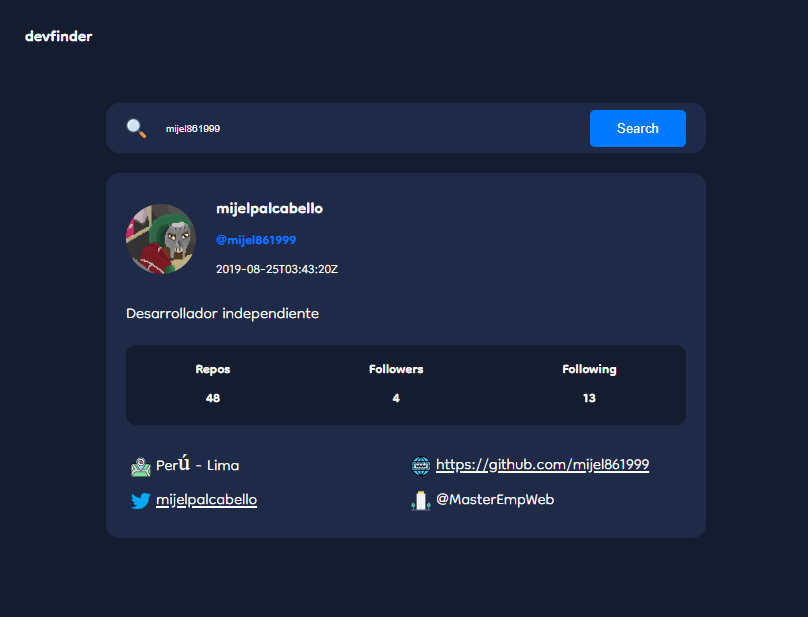 devfinder
mijel861999
Search
mijelpalcabello
@mijel861999
2019-08-25T03:43:20Z
Desarrollador independiente
Repos Followers Following
48 4 13
Perú - Lima https://github.com/mijel861999
mijelpalcabello @MasterEmpWeb